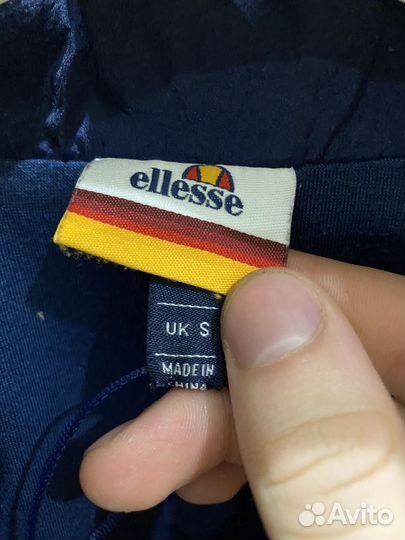 ellesse
UK S
MADE IN
CHINA
Avito